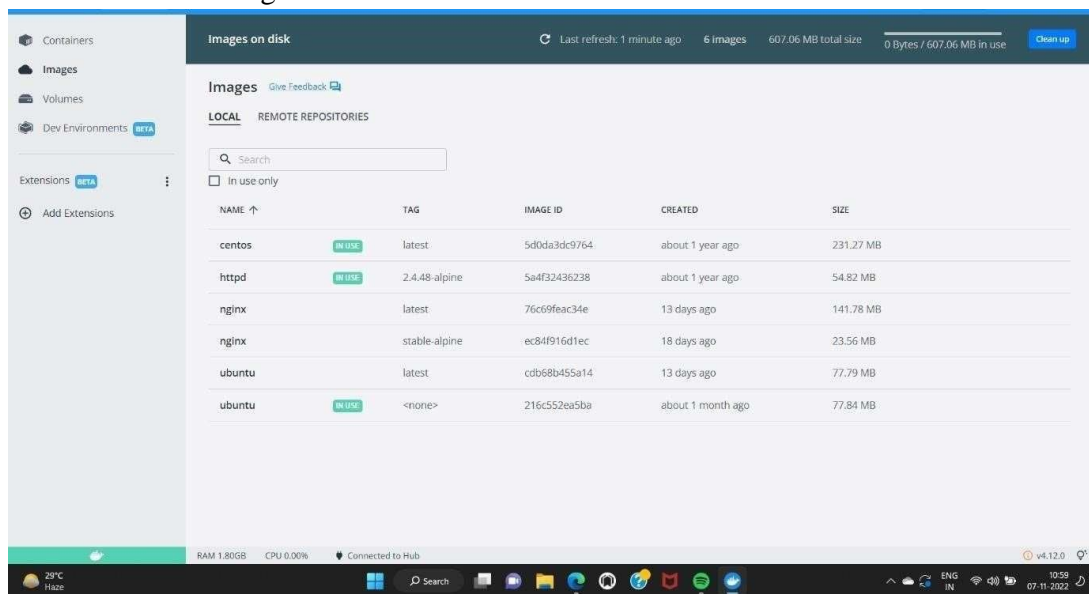 Containers
Images
Volumes
Dev Environments BETA
Extensions BETA
Add Extensions
Images on disk
Last refresh: 1 minute ago 6 images 607.06 MB total size 0 Bytes / 607.06 MB in use Clean up
Images Give Feedback
LOCAL REMOTE REPOSITORIES
Search
In use only
NAME TAG IMAGE ID CREATED SIZE
centos IN USE latest 5d0da3dc9764 about 1 year ago 231.27 MB
httpd IN USE 2.4.48-alpine 5a4f32436238 about 1 year ago 54.82 MB
nginx latest 76c69feac34e 13 days ago 141.78 MB
nginx stable-alpine ec84f916d1ec 18 days ago 23.56 MB
ubuntu latest cdb68b455a14 13 days ago 77.79 MB
ubuntu IN USE <none> 216c552ea5ba about 1 month ago 77.84 MB
RAM 1.80GB CPU 0.00% Connected to Hub v4.12.0
29°C
Haze
Search
ENG
IN
10:59
07-11-2022